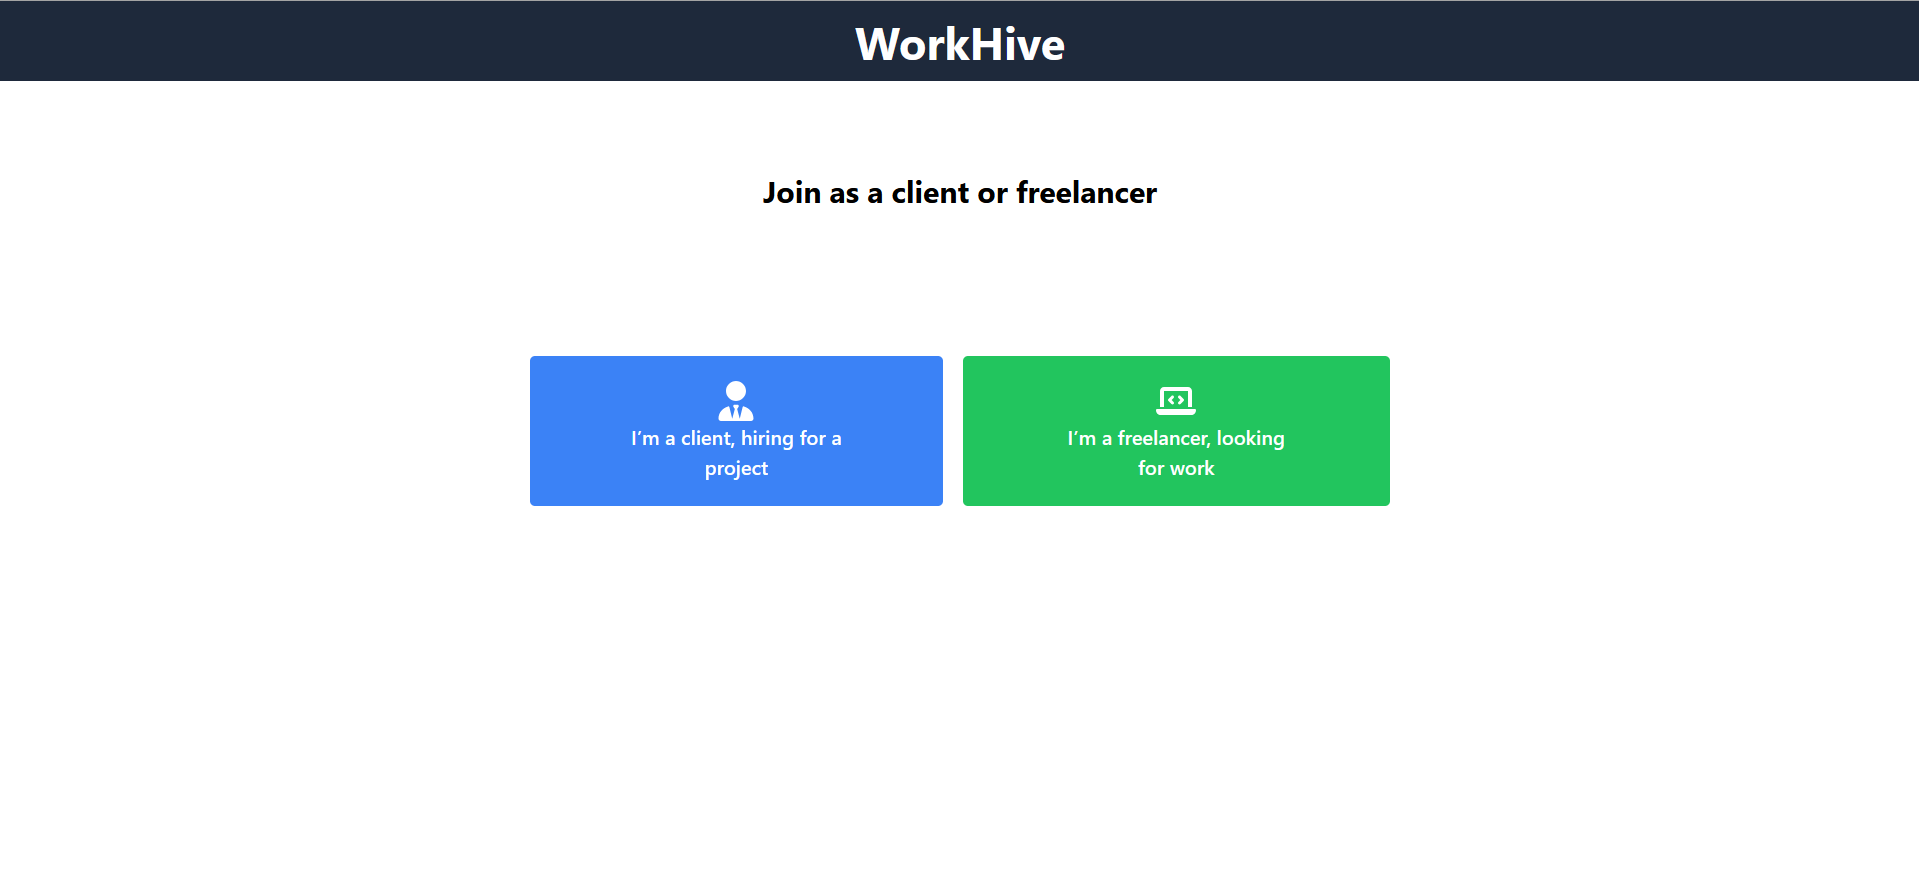 WorkHive
Join as a client or freelancer
I’m a client, hiring for a
project
I’m a freelancer, looking
for work